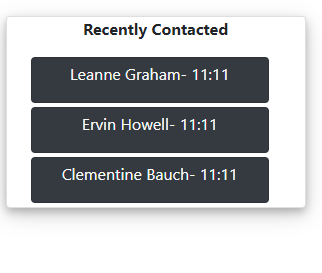 Recently Contacted
Leanne Graham- 11:11
Ervin Howell- 11:11
Clementine Bauch- 11:11